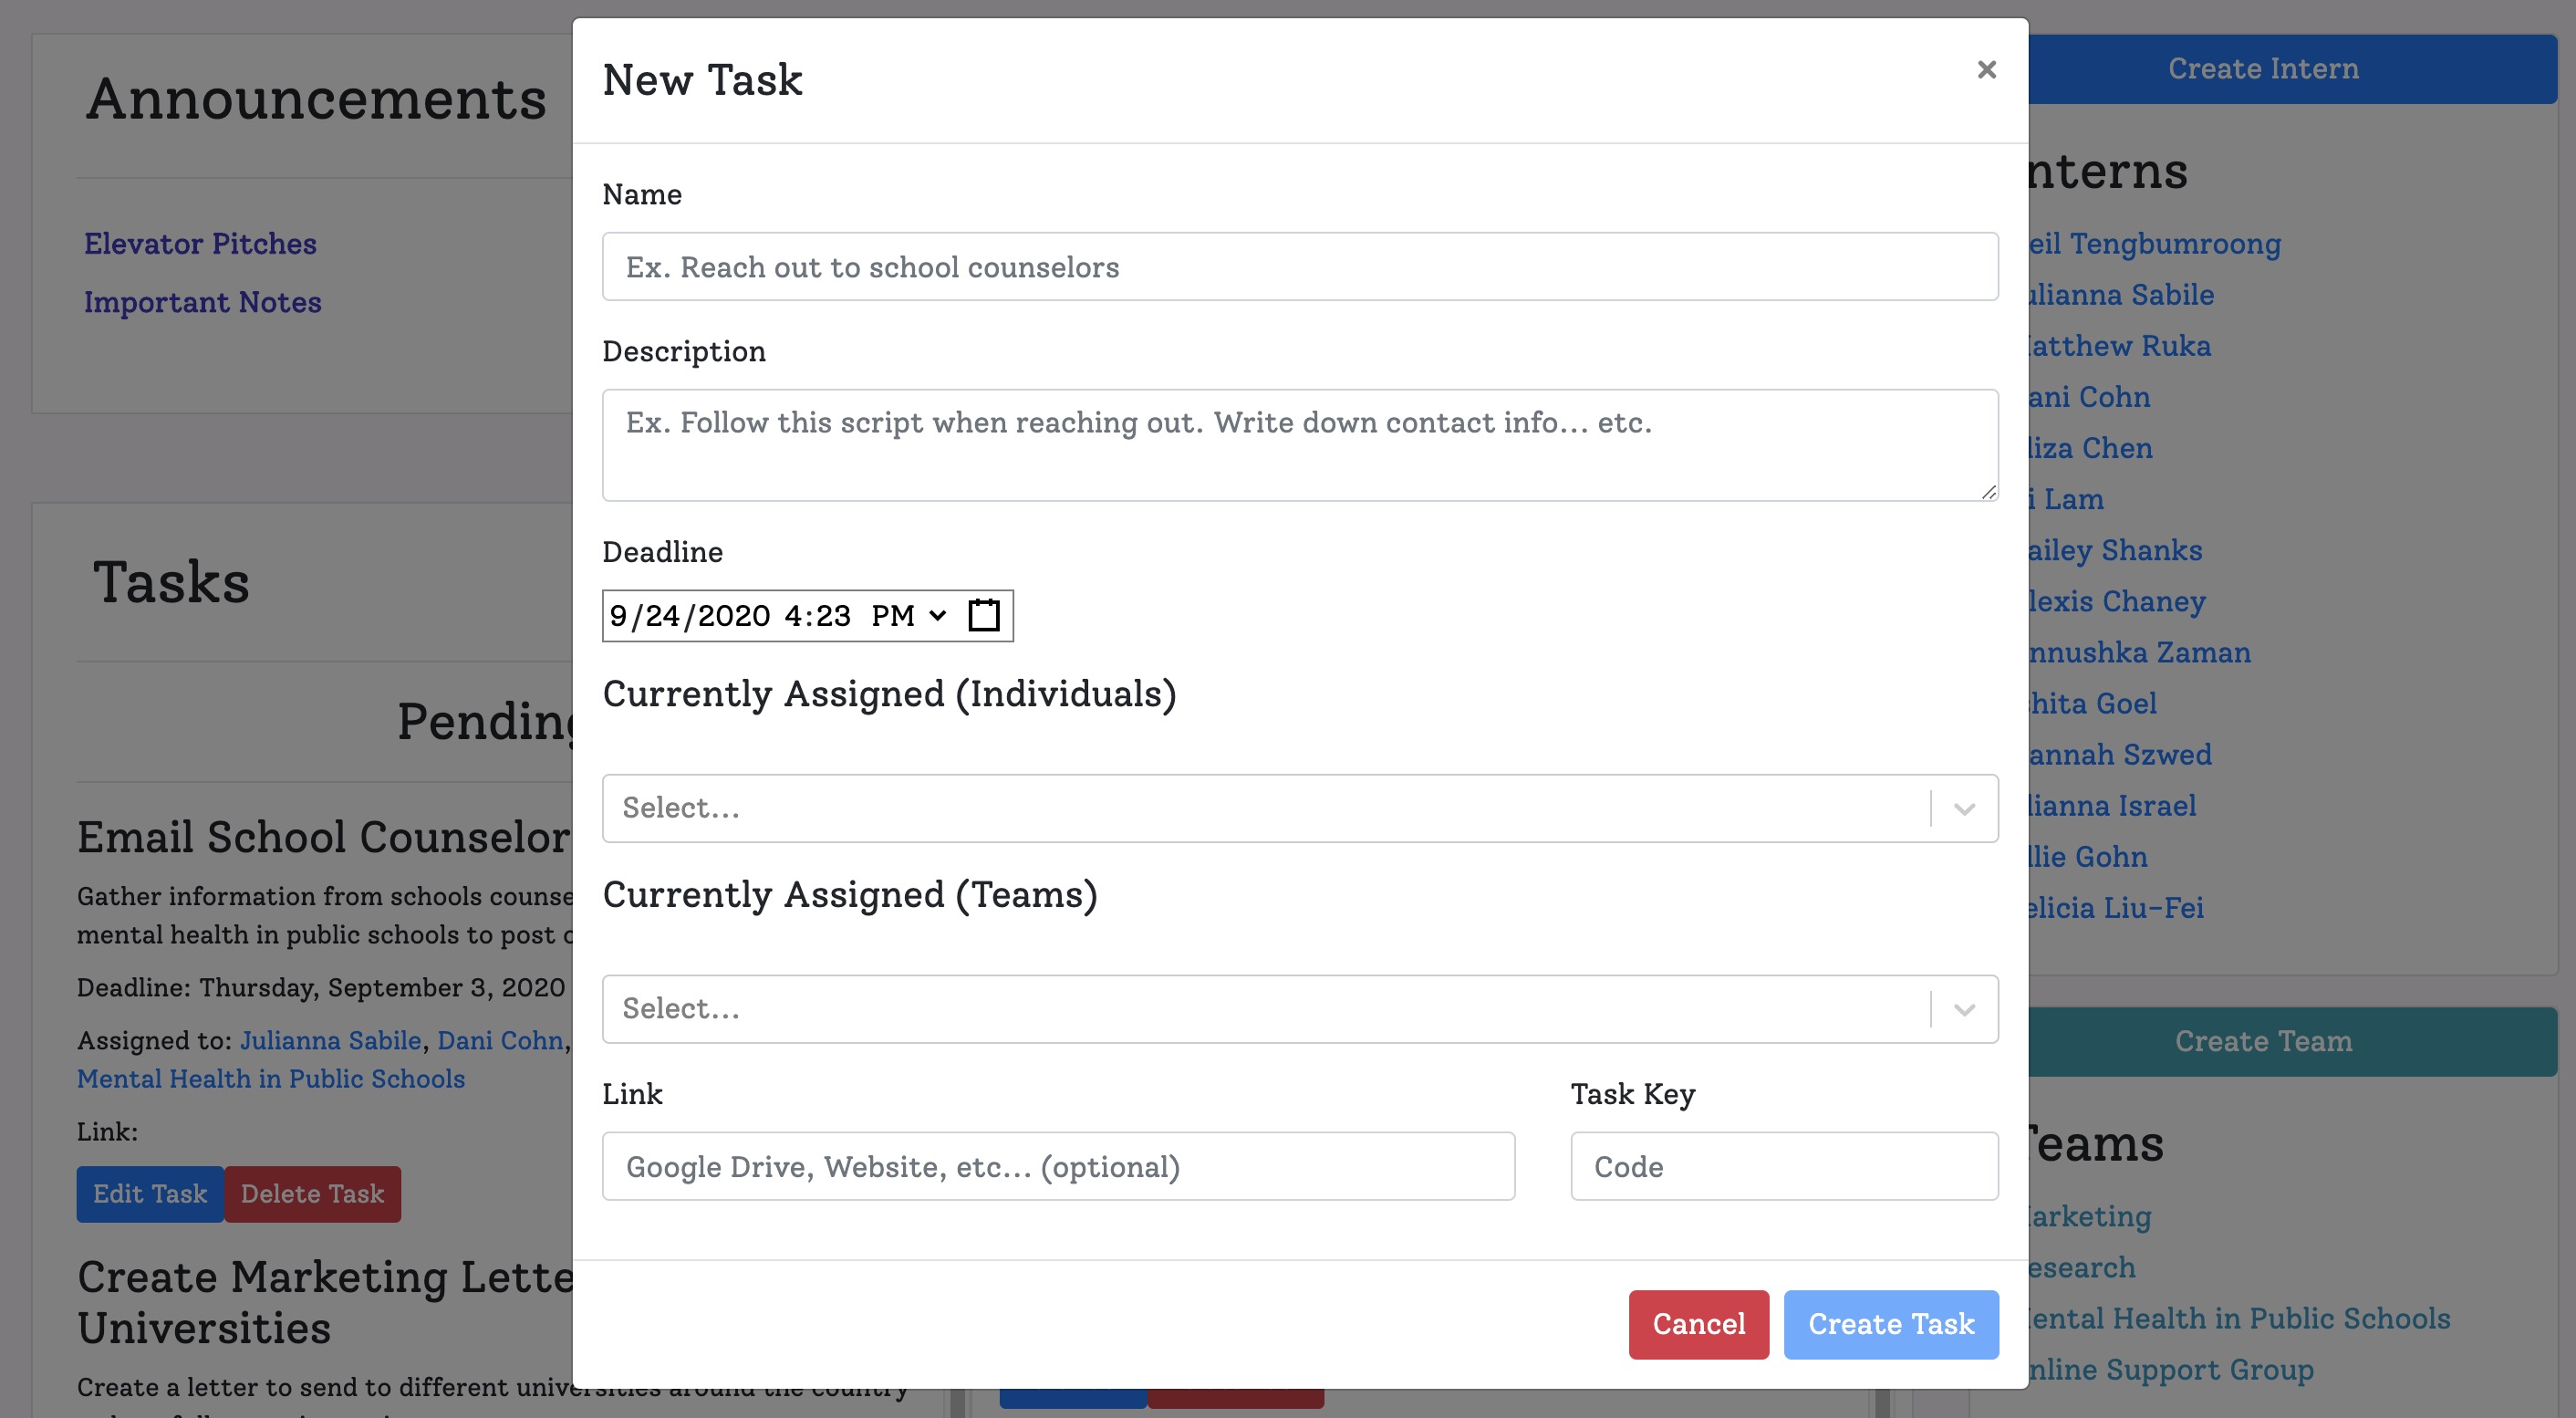 Announcements
Elevator Pitches
Important Notes
Tasks
Pending
Email School Counselor
Gather information from schools
mental health in public schools to post
Deadline: Thursday, September 3, 2020
Assigned to: Julianna Sabile, Dani Cohn,
Mental Health in Public Schools
Link:
Edit Task Delete Task
Create Marketing
Universities
Create a letter to send to different universities around the country
New Task
×
Name
Ex. Reach out to school counselors
Description
Ex. Follow this script when reaching out. Write down contact info... etc.
Deadline
9/24/2020 4:23 PM
Currently Assigned (Individuals)
Select...
Currently Assigned (Teams)
Select...
Link
Google Drive, Website, etc... (optional)
Task Key
Code
Cancel
Create Task
Create Intern
nterns
eil Tengbumroong
ulianna Sabile
atthew Ruka
ani Cohn
liza Chen
i Lam
ailey Shanks
lexis Chaney
nnushka Zaman
hita Goel
annah Szwed
lianna Israel
llie Gohn
elicia Liu-Fei
Create Team
Teams
arketing
esearch
ental Health in Public Schools
nline Support Group